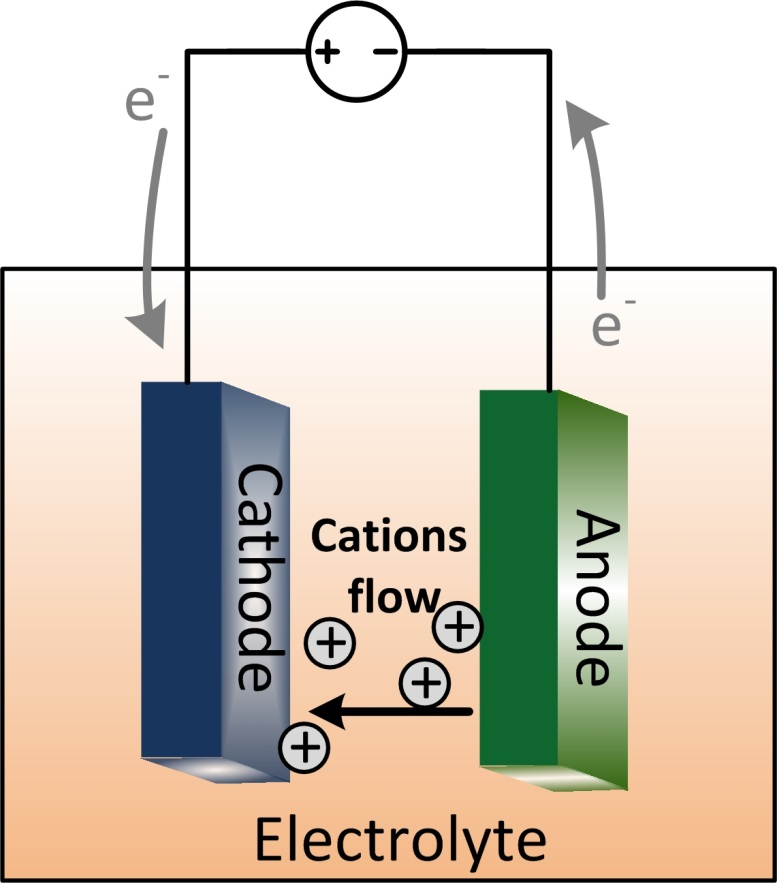 + −
e⁻
e⁻
Cathode
Anode
Cations
flow
+
+
+
+
Electrolyte